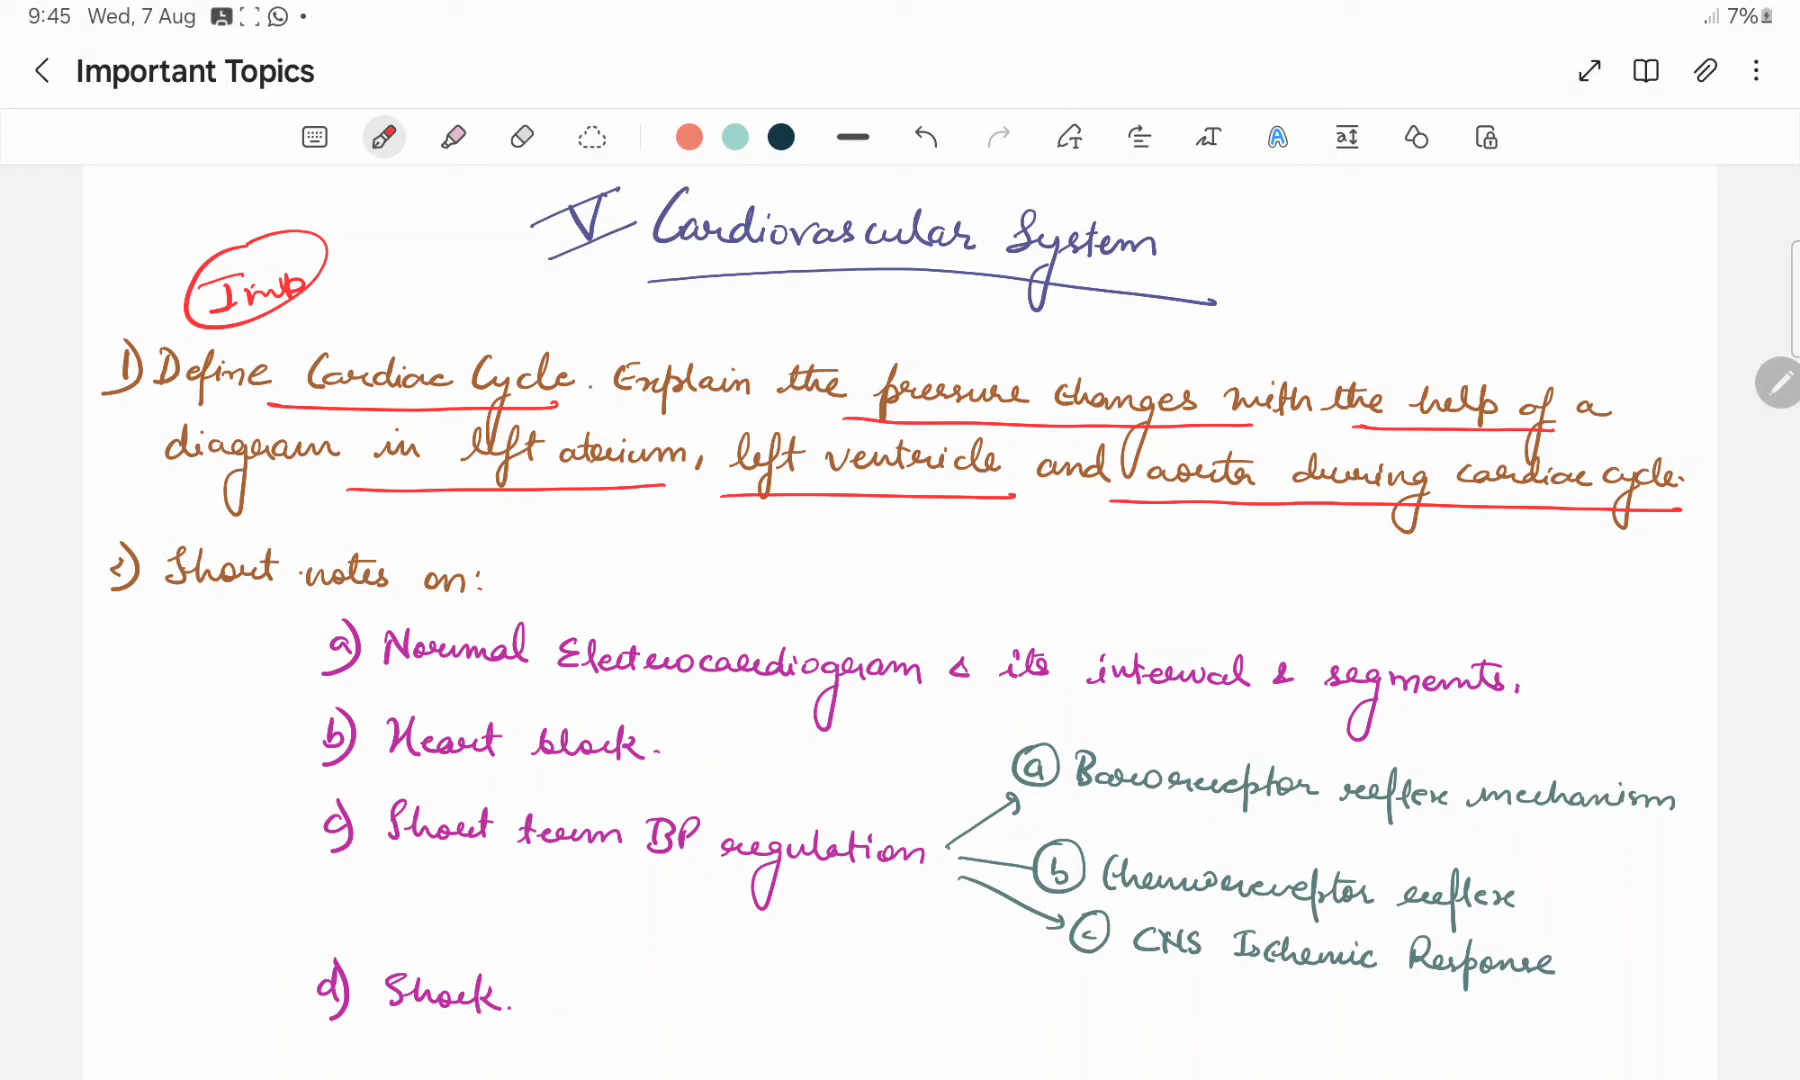 9:45 Wed, 7 Aug
7%
Important Topics
V Cardiovascular System
Imp
1) Define Cardiac Cycle. Explain the pressure changes with the help of a
diagram in left atrium, left ventricle and aorta during cardiac cycle.
2) Short notes on:
a) Normal Electrocardiogram & its interval & segments.
b) Heart block.
c) Short term BP regulation
a Baroreceptor reflex mechanism
b Chemoreceptor reflex
c CNS Ischemic Response
d) Shock.